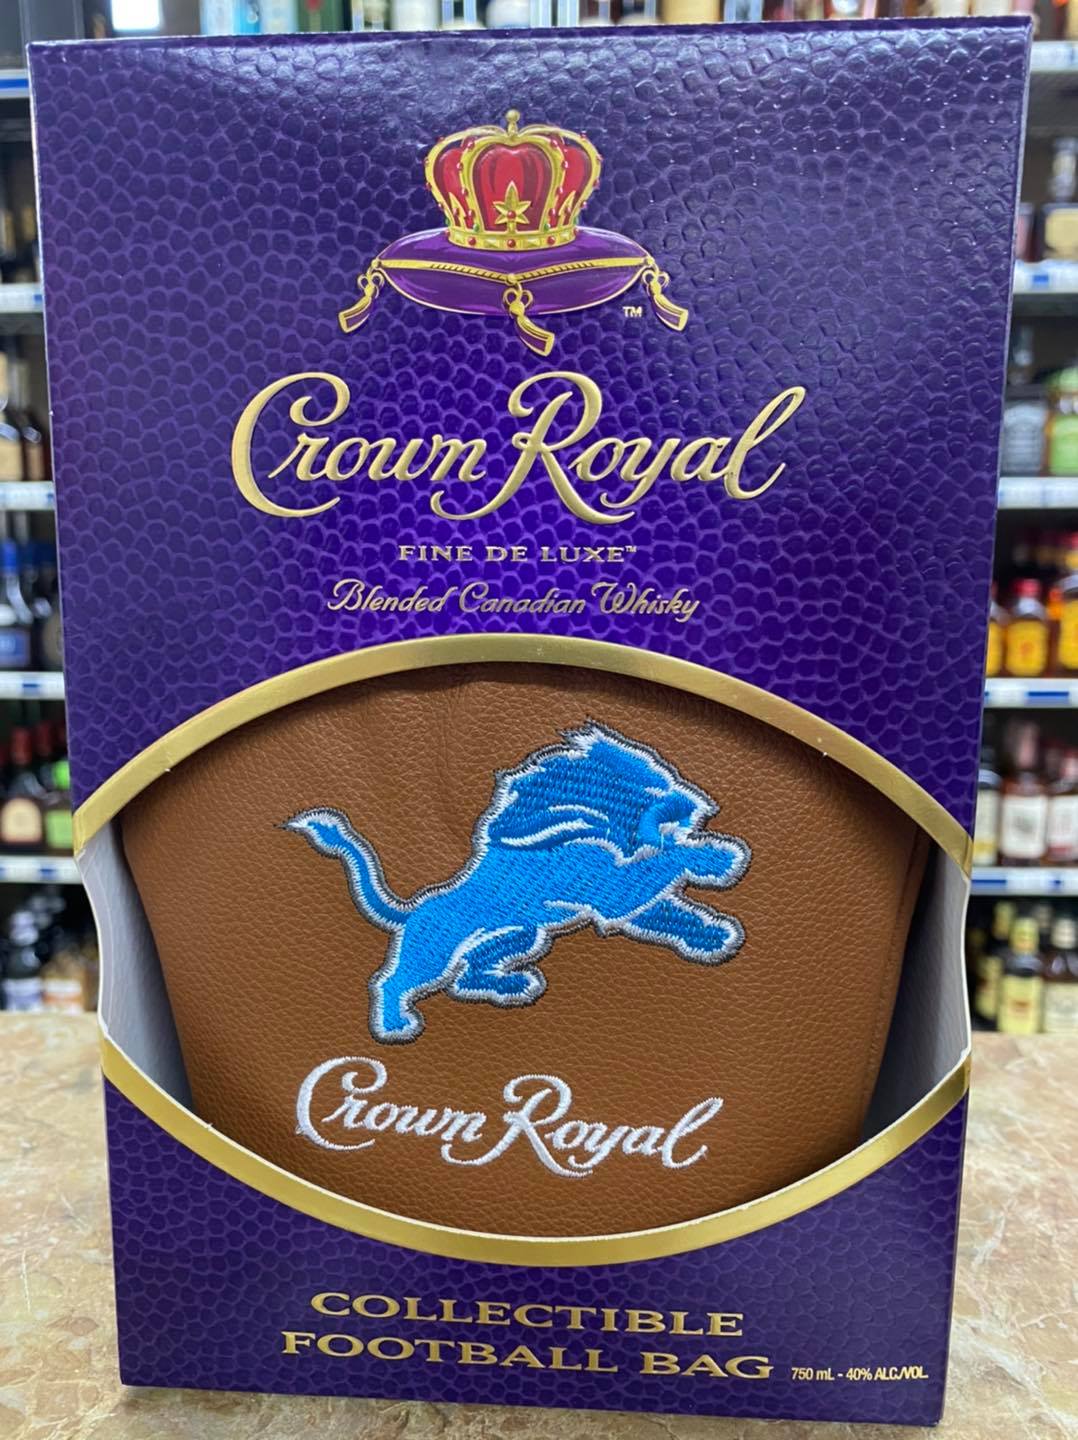 TM
Crown Royal
FINE DE LUXE™
Blended Canadian Whisky
Crown Royal
COLLECTIBLE
FOOTBALL BAG
750 mL - 40% ALC./VOL.